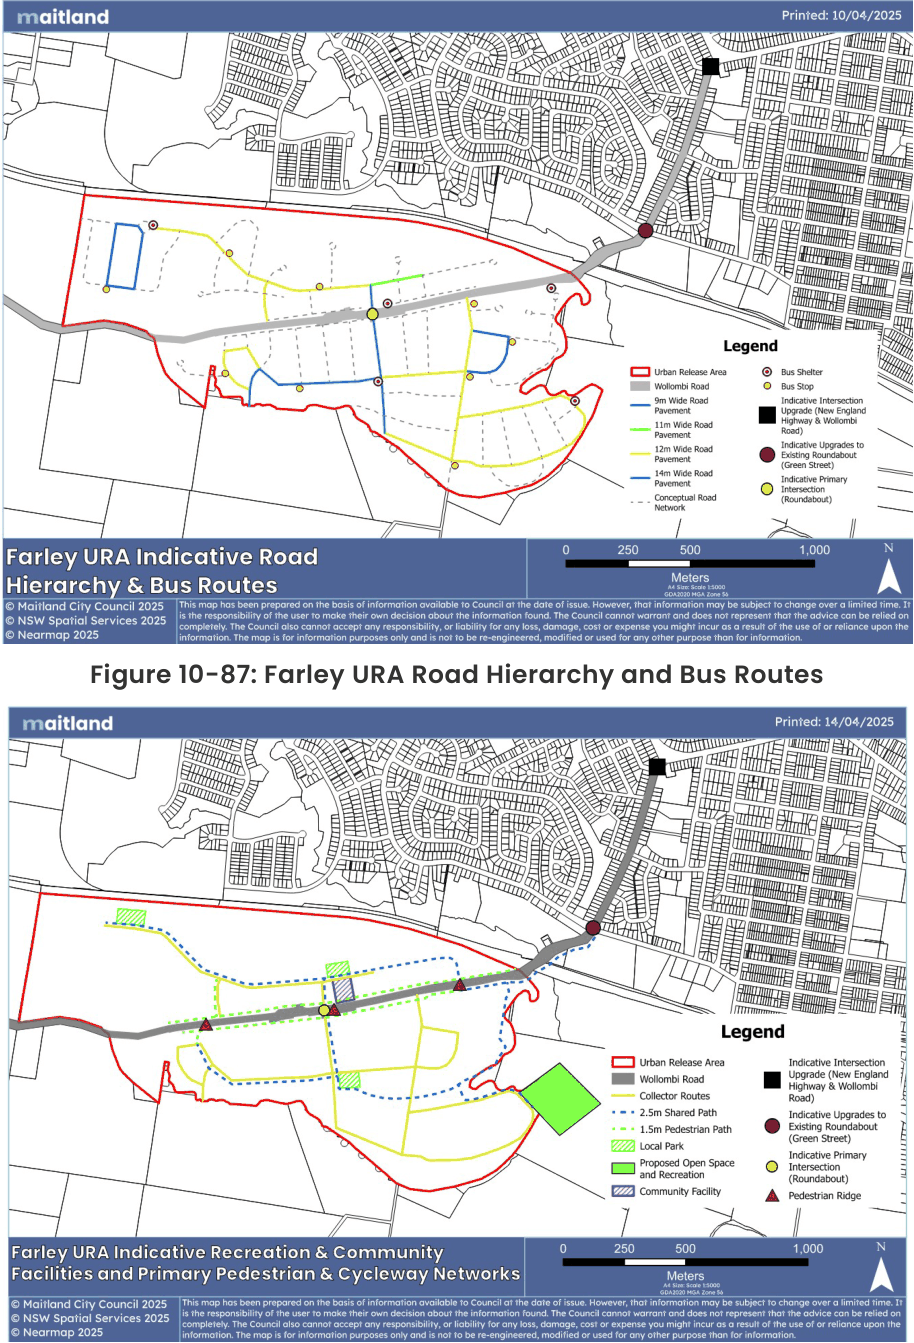 maitland
Printed: 10/04/2025
Legend
Urban Release Area
Wollombi Road
9m Wide Road
Pavement
11m Wide Road
Pavement
12m Wide Road
Pavement
14m Wide Road
Pavement
Conceptual Road
Network
Bus Shelter
Bus Stop
Indicative Intersection
Upgrade (New England
Highway & Wollombi
Road)
Indicative Upgrades to
Existing Roundabout
(Green Street)
Indicative Primary
Intersection
(Roundabout)
Farley URA Indicative Road
Hierarchy & Bus Routes
0 250 500 1,000
Meters
A4 Size: Scale 1:5000
GDA2020 MGA Zone 56
N
© Maitland City Council 2025
© NSW Spatial Services 2025
© Nearmap 2025
This map has been prepared on the basis of information available to Council at the date of issue. However, that information may be subject to change over a limited time. It
is the responsibility of the user to make their own decision about the information found. The Council cannot warrant and does not represent that the advice can be relied on
completely. The Council also cannot accept any responsibility, or liability for any loss, damage, cost or expense you might incur as a result of the use of or reliance upon the
information. The map is for information purposes only and is not to be re-engineered, modified or used for any other purpose than for information.
Figure 10-87: Farley URA Road Hierarchy and Bus Routes
maitland
Printed: 14/04/2025
Legend
Urban Release Area
Wollombi Road
Collector Routes
2.5m Shared Path
1.5m Pedestrian Path
Local Park
Proposed Open Space
and Recreation
Community Facility
Indicative Intersection
Upgrade (New England
Highway & Wollombi
Road)
Indicative Upgrades to
Existing Roundabout
(Green Street)
Indicative Primary
Intersection
(Roundabout)
Pedestrian Ridge
Farley URA Indicative Recreation & Community
Facilities and Primary Pedestrian & Cycleway Networks
0 250 500 1,000
Meters
A4 Size: Scale 1:5000
GDA2020 MGA Zone 56
N
© Maitland City Council 2025
© NSW Spatial Services 2025
© Nearmap 2025
This map has been prepared on the basis of information available to Council at the date of issue. However, that information may be subject to change over a limited time. It
is the responsibility of the user to make their own decision about the information found. The Council cannot warrant and does not represent that the advice can be relied on
completely. The Council also cannot accept any responsibility, or liability for any loss, damage, cost or expense you might incur as a result of the use of or reliance upon the
information. The map is for information purposes only and is not to be re-engineered, modified or used for any other purpose than for information.